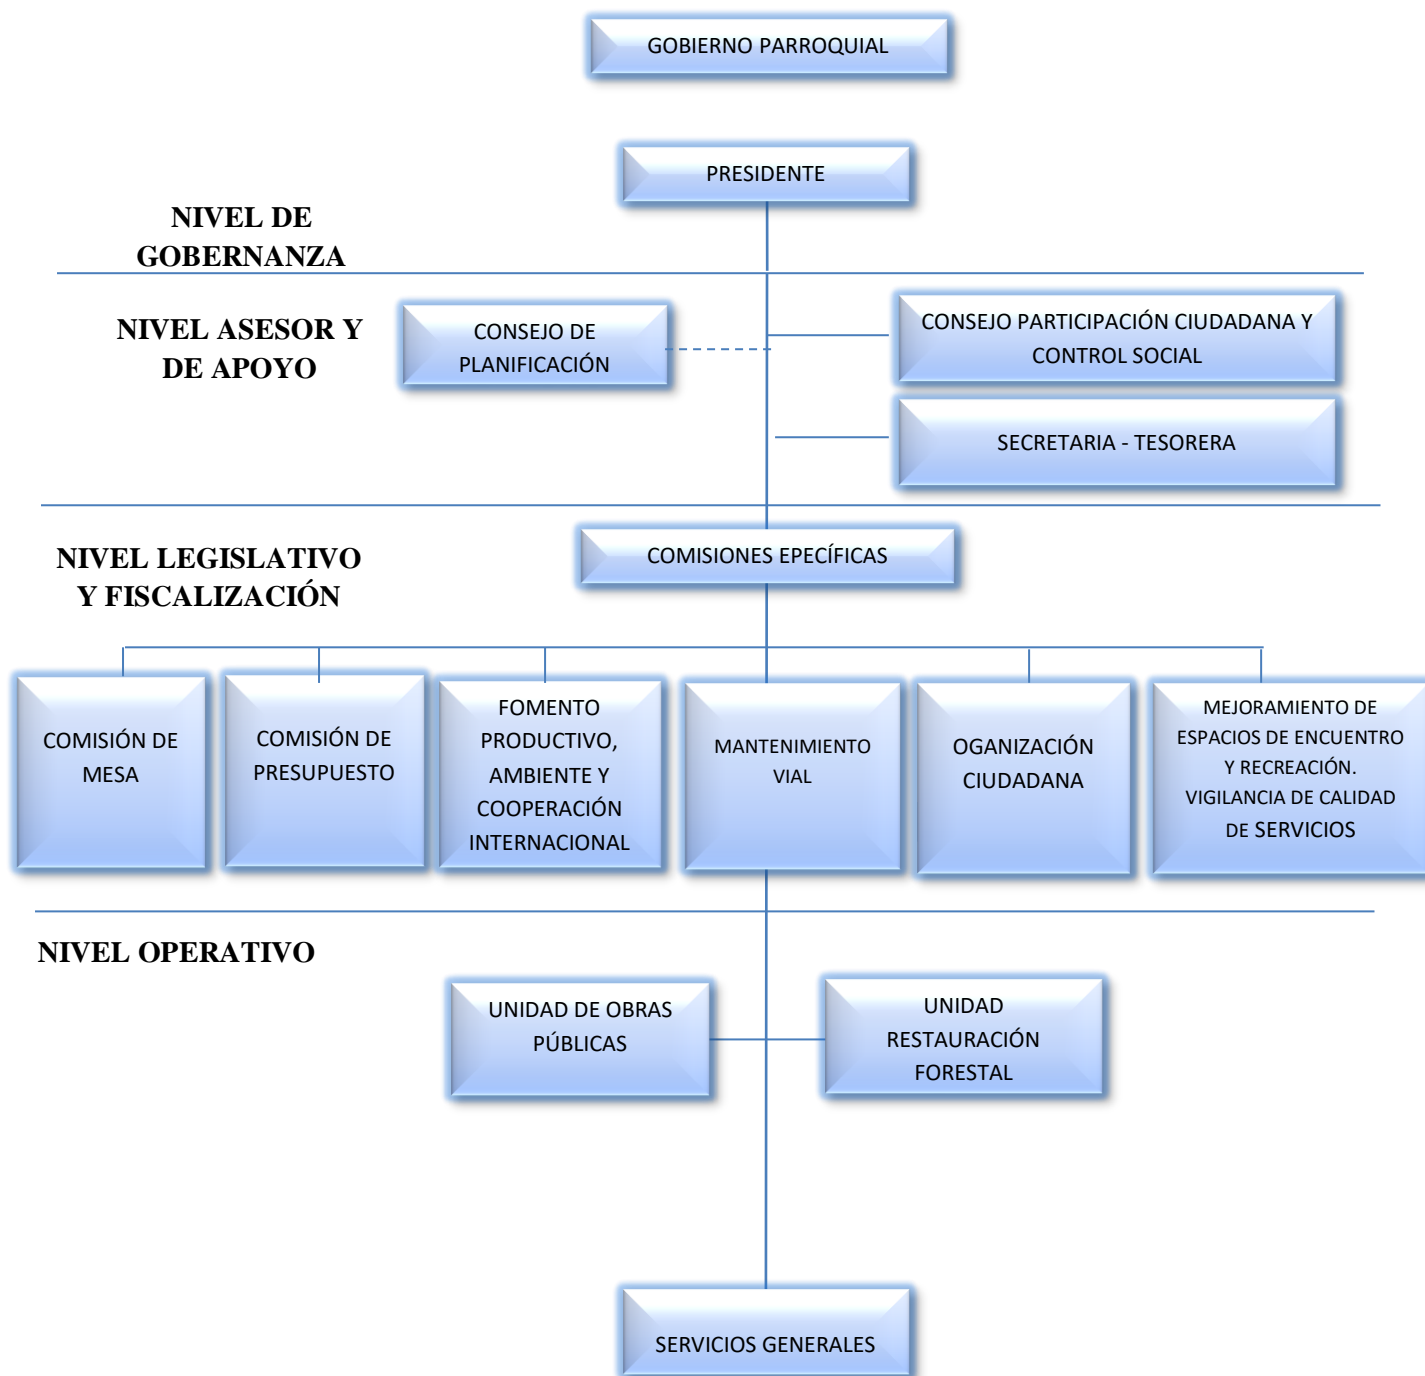 GOBIERNO PARROQUIAL
PRESIDENTE
NIVEL DE
GOBERNANZA
NIVEL ASESOR Y
DE APOYO
CONSEJO DE
PLANIFICACIÓN
CONSEJO PARTICIPACIÓN CIUDADANA Y
CONTROL SOCIAL
SECRETARIA - TESORERA
NIVEL LEGISLATIVO
Y FISCALIZACIÓN
COMISIONES EPECÍFICAS
COMISIÓN DE
MESA
COMISIÓN DE
PRESUPUESTO
FOMENTO
PRODUCTIVO,
AMBIENTE Y
COOPERACIÓN
INTERNACIONAL
MANTENIMIENTO
VIAL
OGANIZACIÓN
CIUDADANA
MEJORAMIENTO DE
ESPACIOS DE ENCUENTRO
Y RECREACIÓN.
VIGILANCIA DE CALIDAD
DE SERVICIOS
NIVEL OPERATIVO
UNIDAD DE OBRAS
PÚBLICAS
UNIDAD
RESTAURACIÓN
FORESTAL
SERVICIOS GENERALES